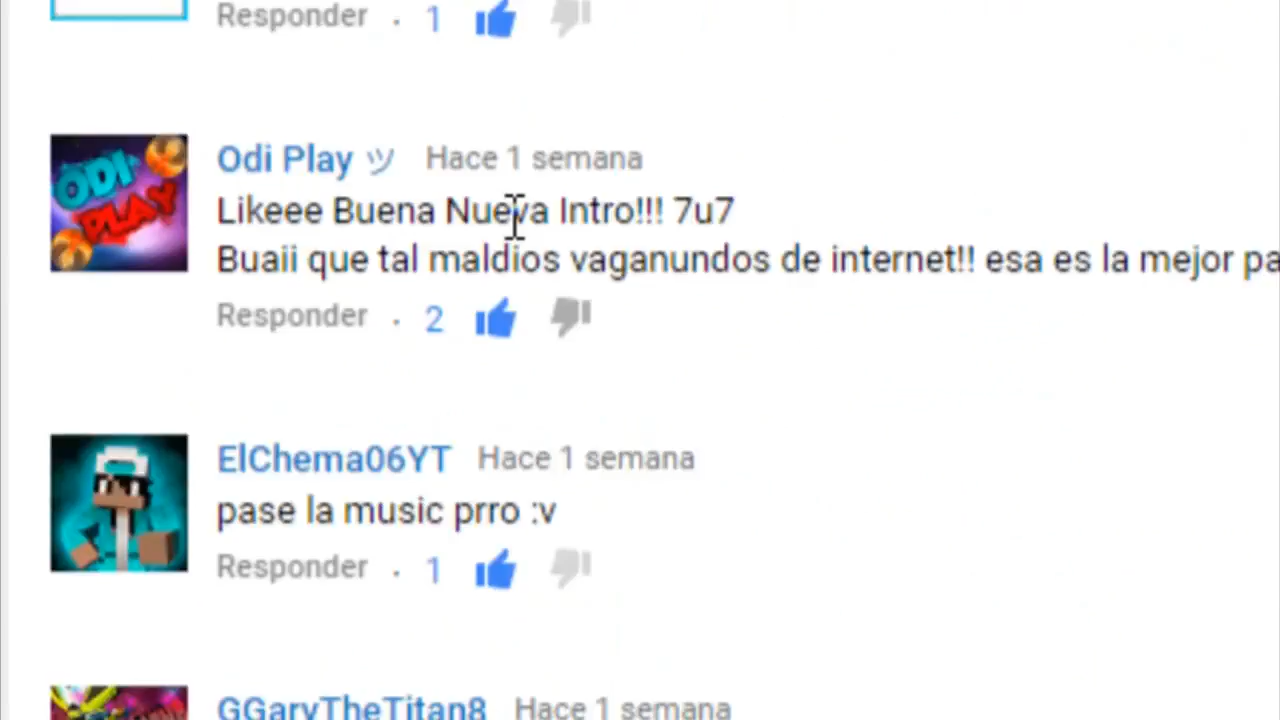 Responder · 1
ODI
PLAY
Odi Play ツ Hace 1 semana
Likeee Buena Nueva Intro!!! 7u7
Buaii que tal maldios vaganundos de internet!! esa es la mejor pa
Responder · 2
ElChema06YT Hace 1 semana
pase la music prro :v
Responder · 1
GGaryTheTitan8 Hace 1 semana